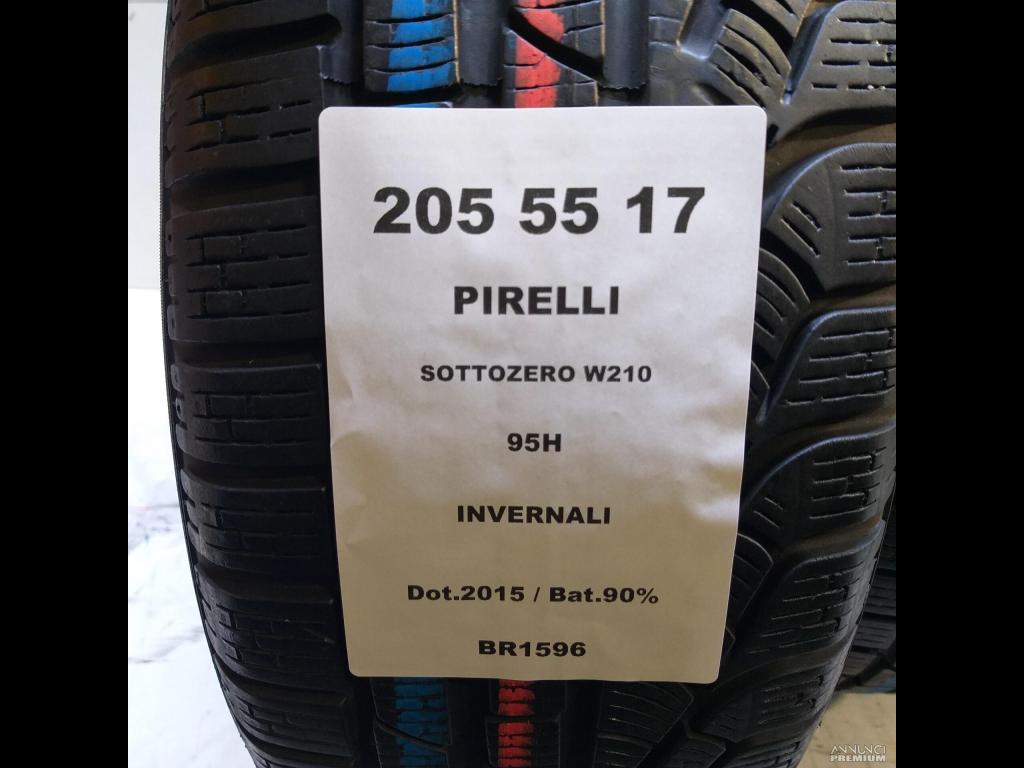 205 55 17
PIRELLI
SOTTOZERO W210
95H
INVERNALI
Dot.2015 / Bat.90%
BR1596
ANNUNCI
PREMIUM